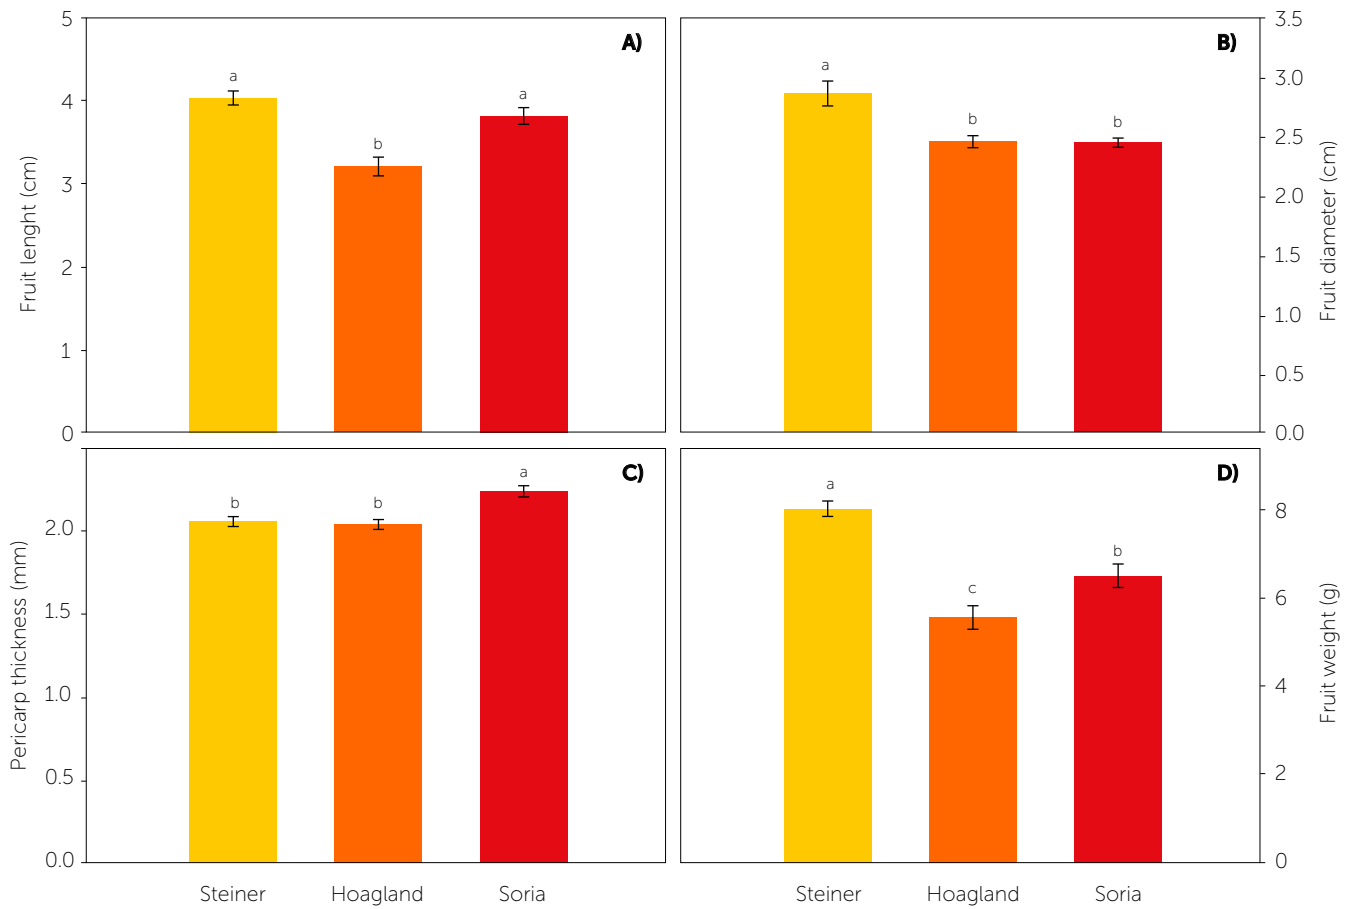 A)
Fruit lenght (cm)
5
4
3
2
1
0
a
b
a
B)
Fruit diameter (cm)
3.5
3.0
2.5
2.0
1.5
1.0
0.5
0.0
a
b
b
C)
Pericarp thickness (mm)
2.0
1.5
1.0
0.5
0.0
b
b
a
Steiner Hoagland Soria
D)
Fruit weight (g)
8
6
4
2
0
a
c
b
Steiner Hoagland Soria